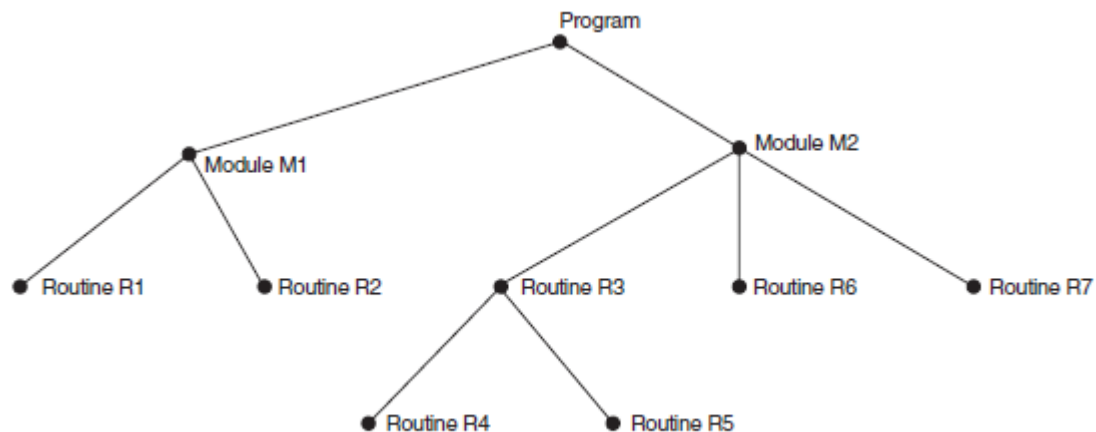 Program
Module M1
Module M2
Routine R1
Routine R2
Routine R3
Routine R6
Routine R7
Routine R4
Routine R5